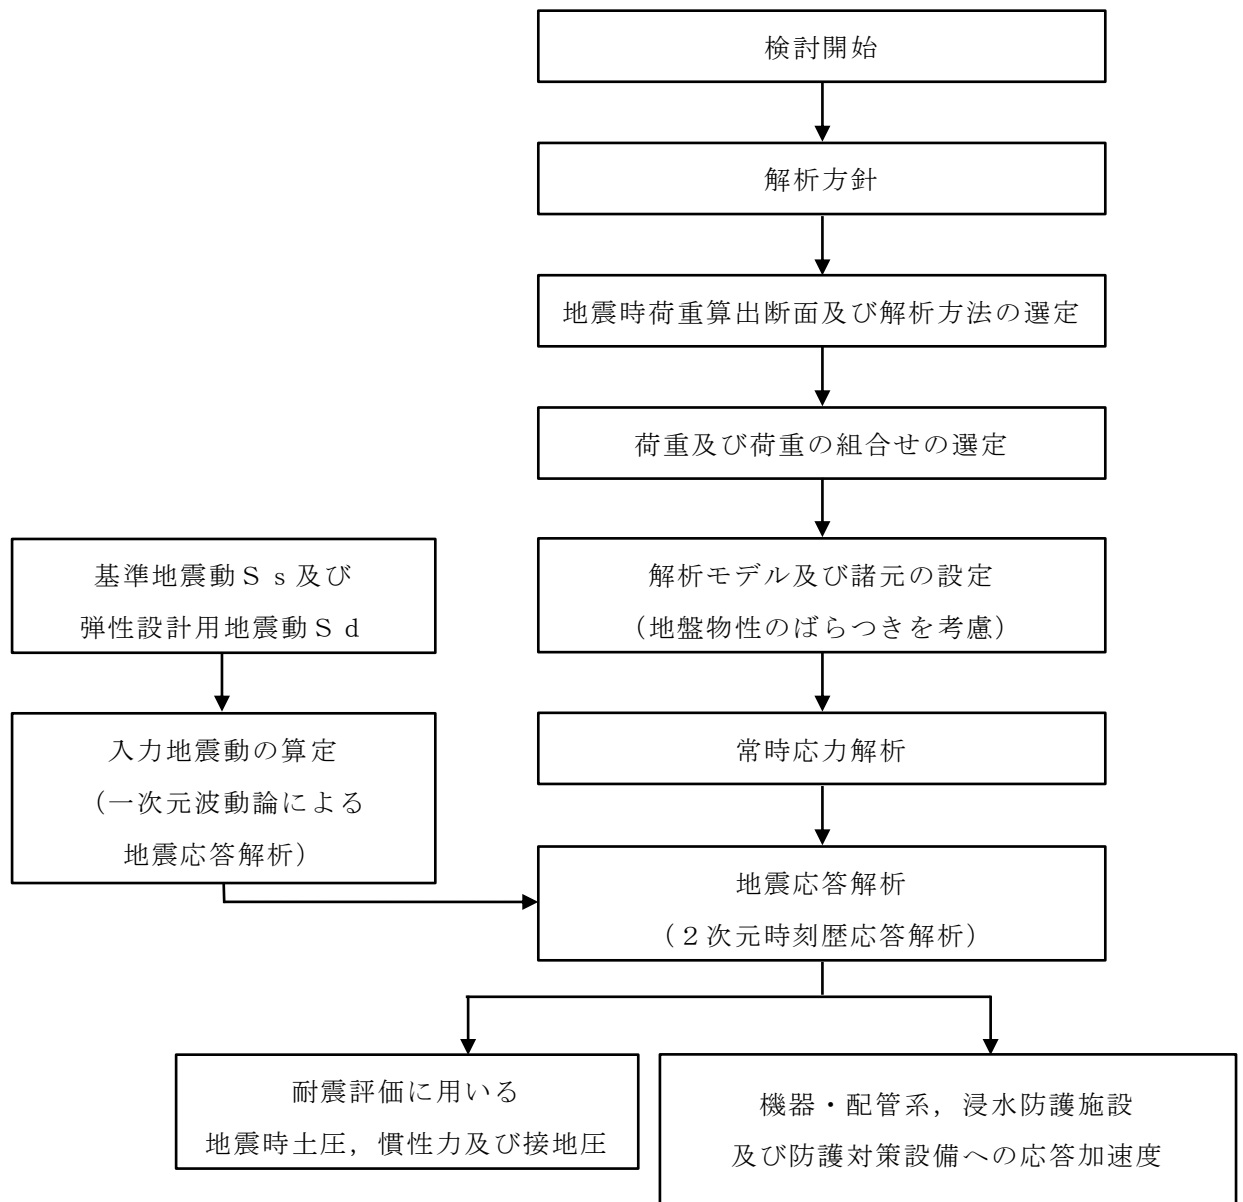 検討開始
解析方針
地震時荷重算出断面及び解析方法の選定
荷重及び荷重の組合せの選定
基準地震動Ｓｓ及び
弾性設計用地震動Ｓｄ
解析モデル及び諸元の設定
（地盤物性のばらつきを考慮）
入力地震動の算定
（一次元波動論による
地震応答解析）
常時応力解析
地震応答解析
（２次元時刻歴応答解析）
耐震評価に用いる
地震時土圧，慣性力及び接地圧
機器・配管系，浸水防護施設
及び防護対策設備への応答加速度